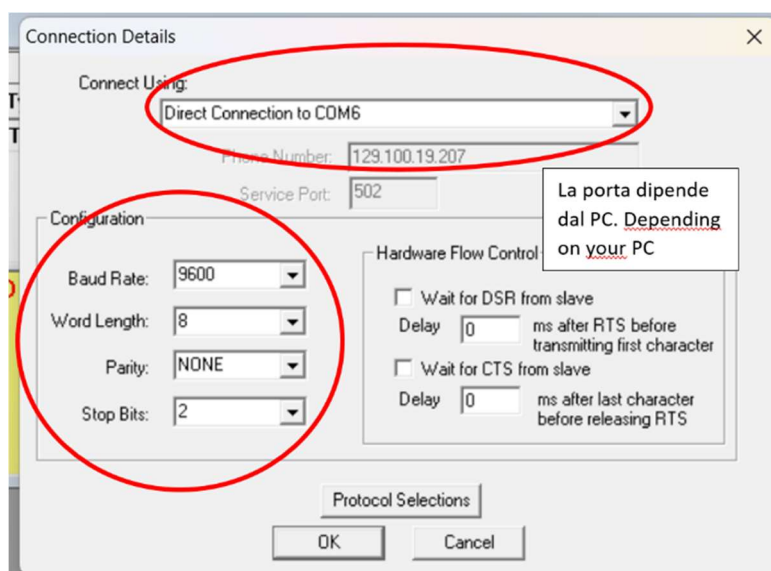 Connection Details
Connect Using:
Direct Connection to COM6
Phone Number: 129.100.19.207
Service Port: 502
La porta dipende
dal PC. Depending
on your PC
Configuration
Baud Rate: 9600
Word Length: 8
Parity: NONE
Stop Bits: 2
Hardware Flow Control
Wait for DSR from slave
Delay 0 ms after RTS before
transmitting first character
Wait for CTS from slave
Delay 0 ms after last character
before releasing RTS
Protocol Selections
OK Cancel